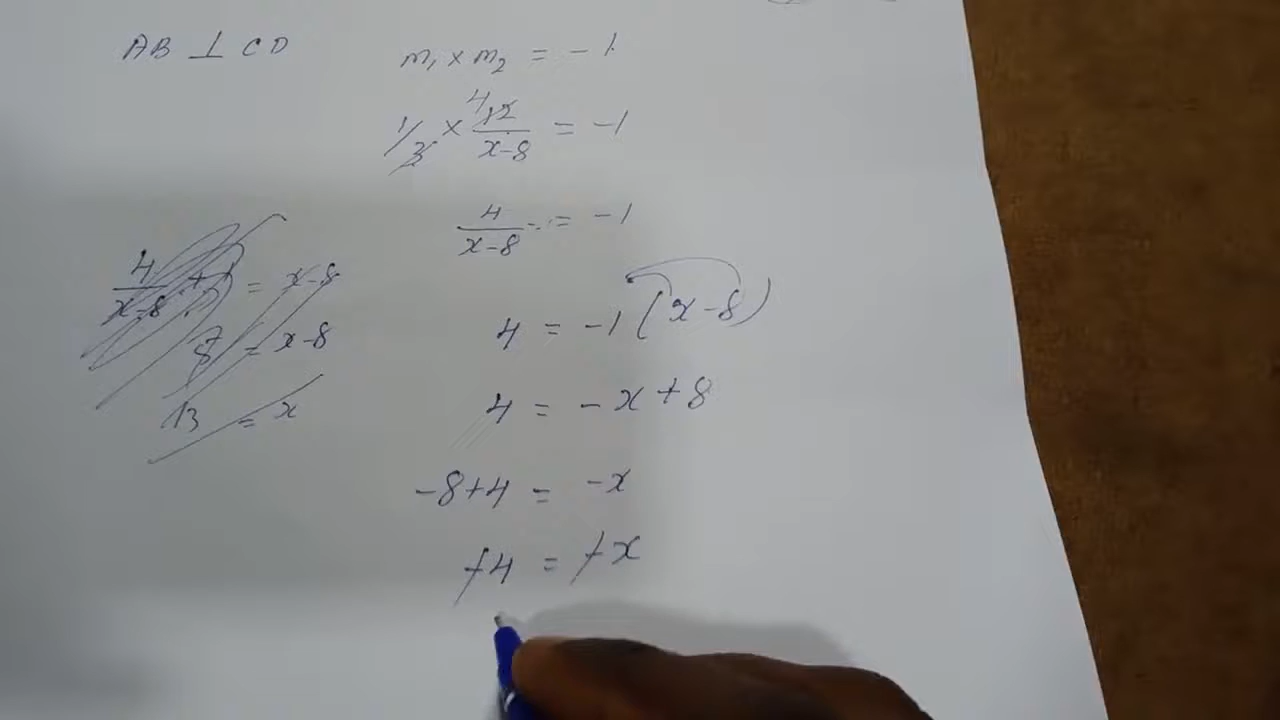 AB ⊥ CD
m₁ × m₂ = -1
1/3 × 4 12/(x-8) = -1
4/(x-8) = -1
4 = -1(x-8)
4 = -x+8
-8+4 = -x
-4 = -x
4/(x-8) + 1 = x-8
8 = x-8
13 = x